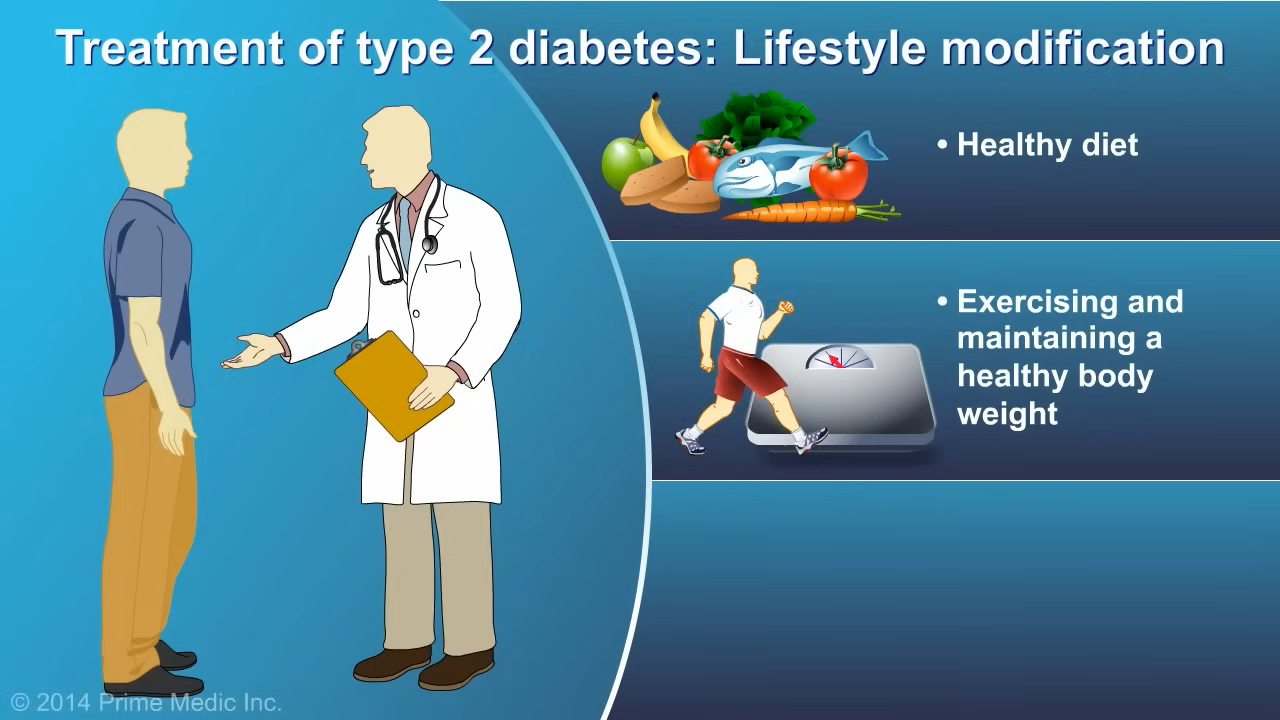 Treatment of type 2 diabetes: Lifestyle modification
• Healthy diet
• Exercising and
maintaining a
healthy body
weight
© 2014 Prime Medic Inc.